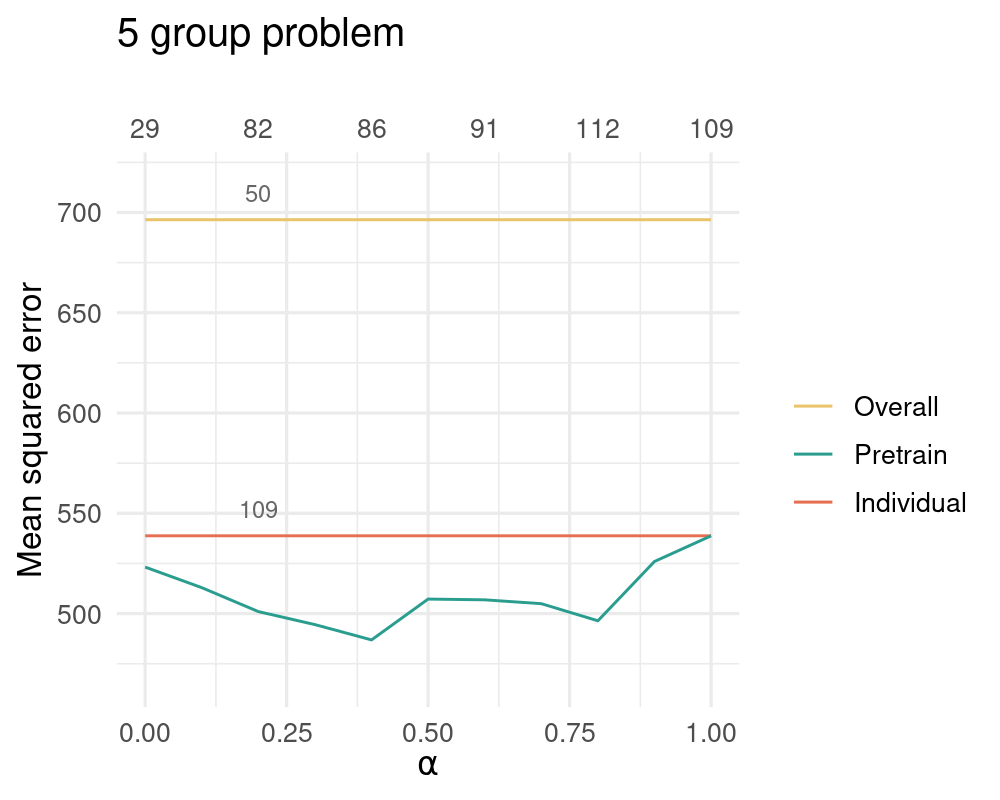 5 group problem
29 82 86 91 112 109
50
700
650
600
109
550
500
Mean squared error
0.00 0.25 0.50 0.75 1.00
α
Overall
Pretrain
Individual